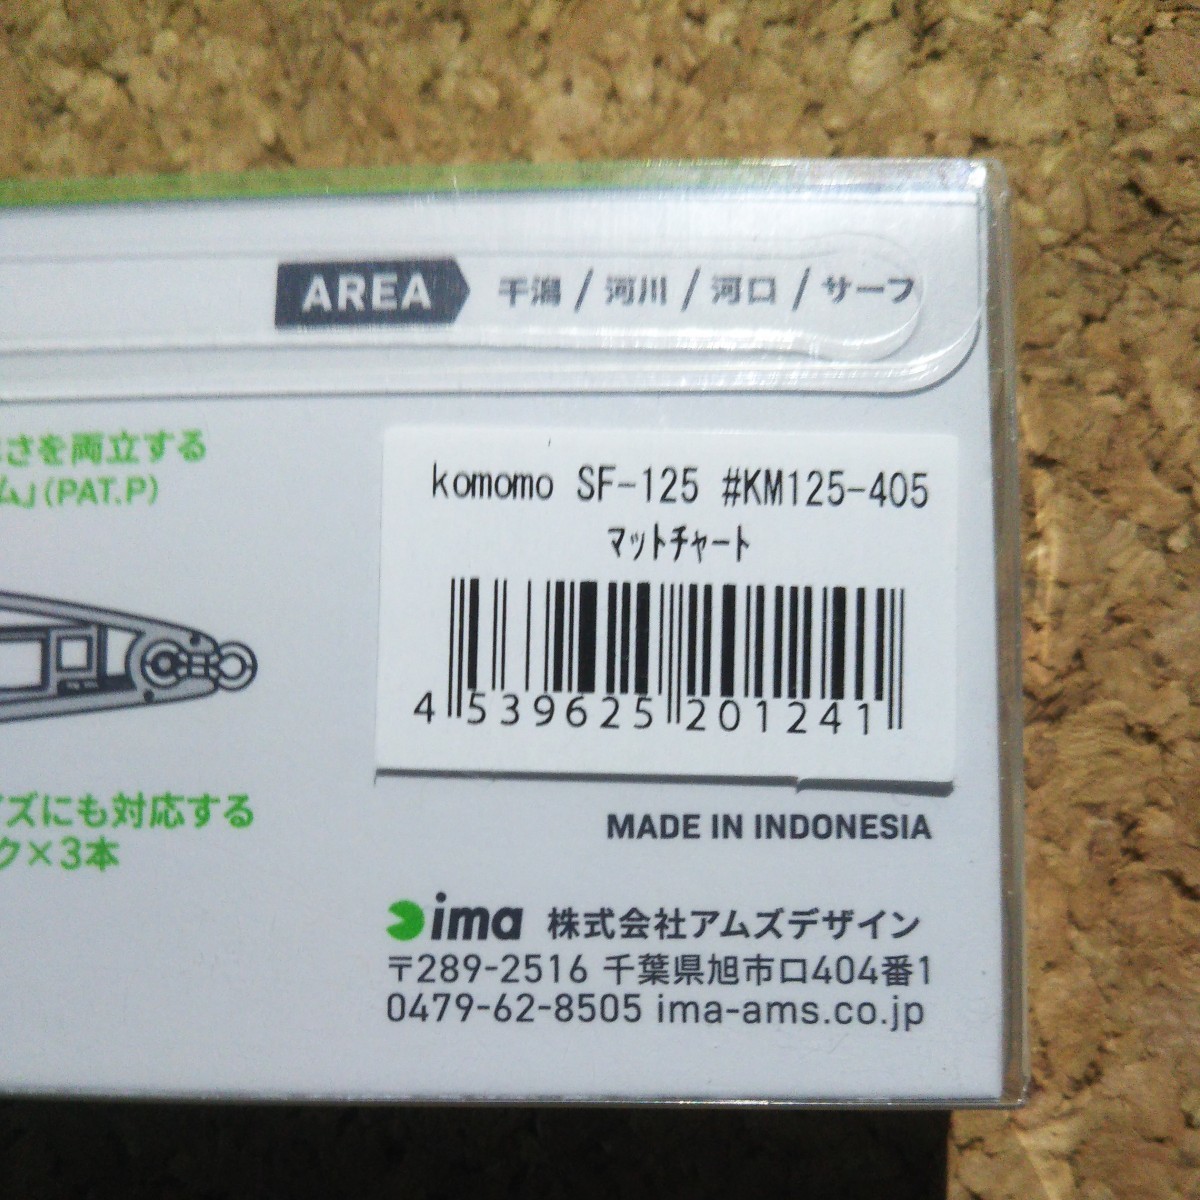 AREA 干潟 / 河川 / 河口 / サーフ
さを両立する
ム」(PAT.P)
komomo SF-125 #KM125-405
マットチャート
4 539625 201241
ズにも対応する
ク×3本
MADE IN INDONESIA
ima 株式会社アムズデザイン
〒289-2516 千葉県旭市ロ404番1
0479-62-8505 ima-ams.co.jp